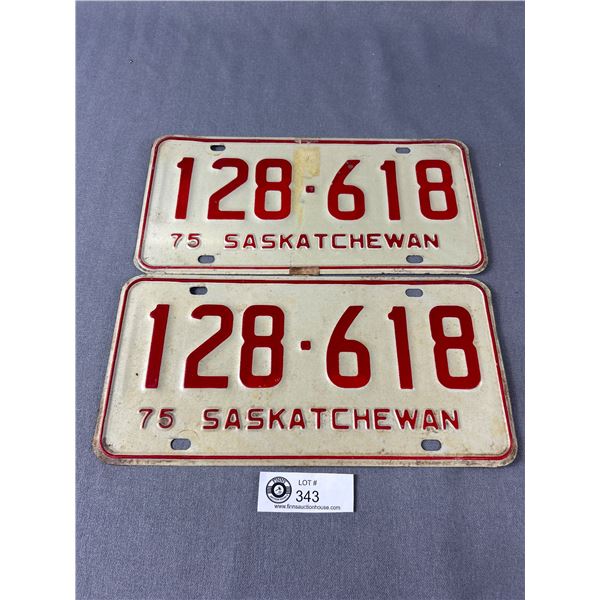 128·618
75 SASKATCHEWAN
128·618
75 SASKATCHEWAN
LOT #
343
www.finnsauctionhouse.com